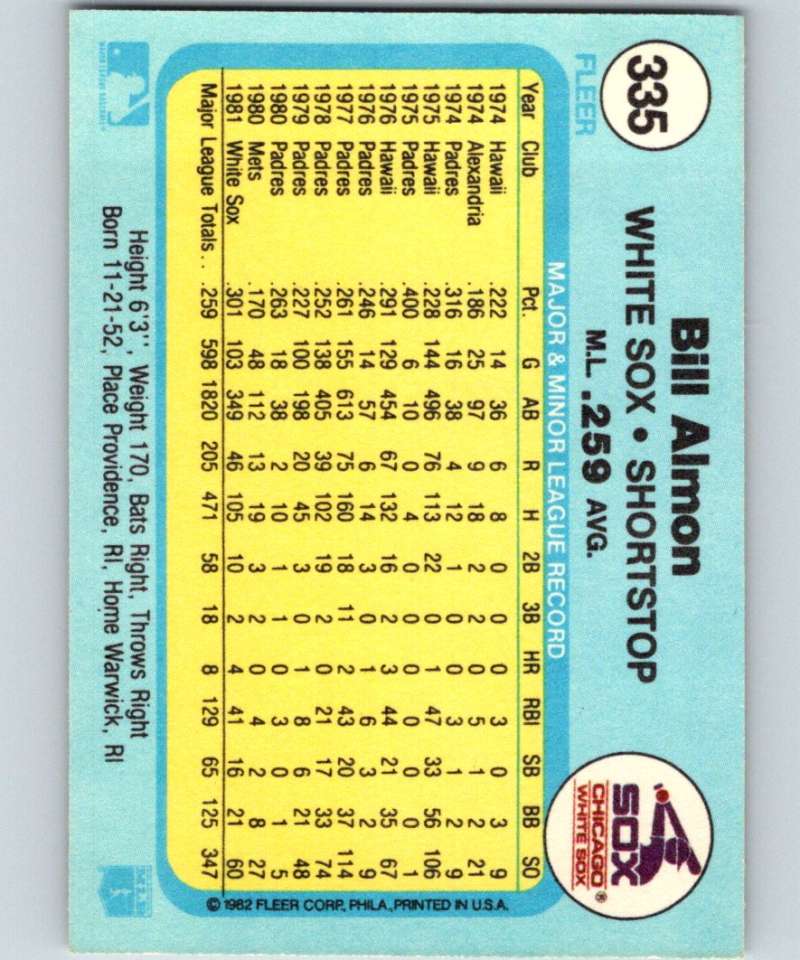 335
FLEER
Bill Almon
WHITE SOX • SHORTSTOP
M.L. .259 AVG.
SOX
CHICAGO
WHITE SOX ®
MAJOR & MINOR LEAGUE RECORD
Year Club Pct. G AB R H 2B 3B HR RBI SB BB SO
1974 Hawaii .222 14 36 6 8 0 0 0 3 0 3 9
1974 Alexandria .186 25 97 9 18 2 2 0 5 1 2 21
1974 Padres .316 16 38 4 12 1 0 0 3 1 2 9
1975 Hawaii .228 144 496 76 113 22 0 1 47 33 56 106
1975 Padres .400 6 10 0 4 0 0 0 0 0 0 1
1976 Hawaii .291 129 454 67 132 16 2 3 44 21 35 67
1976 Padres .246 14 57 6 14 3 0 1 6 3 2 9
1977 Padres .261 155 613 75 160 18 11 2 43 20 37 114
1978 Padres .252 138 405 39 102 19 2 0 21 17 33 74
1979 Padres .227 100 198 20 45 3 0 1 8 6 21 48
1980 Padres .263 18 38 2 10 1 1 0 3 0 1 5
1980 Mets .170 48 112 13 19 3 2 0 4 2 8 27
1981 White Sox .301 103 349 46 105 10 2 4 41 16 21 60
Major League Totals . . .259 598 1820 205 471 58 18 8 129 65 125 347
© 1982 FLEER CORP., PHILA., PRINTED IN U.S.A.
MAJOR LEAGUE BASEBALL
Height 6'3'', Weight 170, Bats Right, Throws Right
Born 11-21-52, Place Providence, RI, Home Warwick, RI